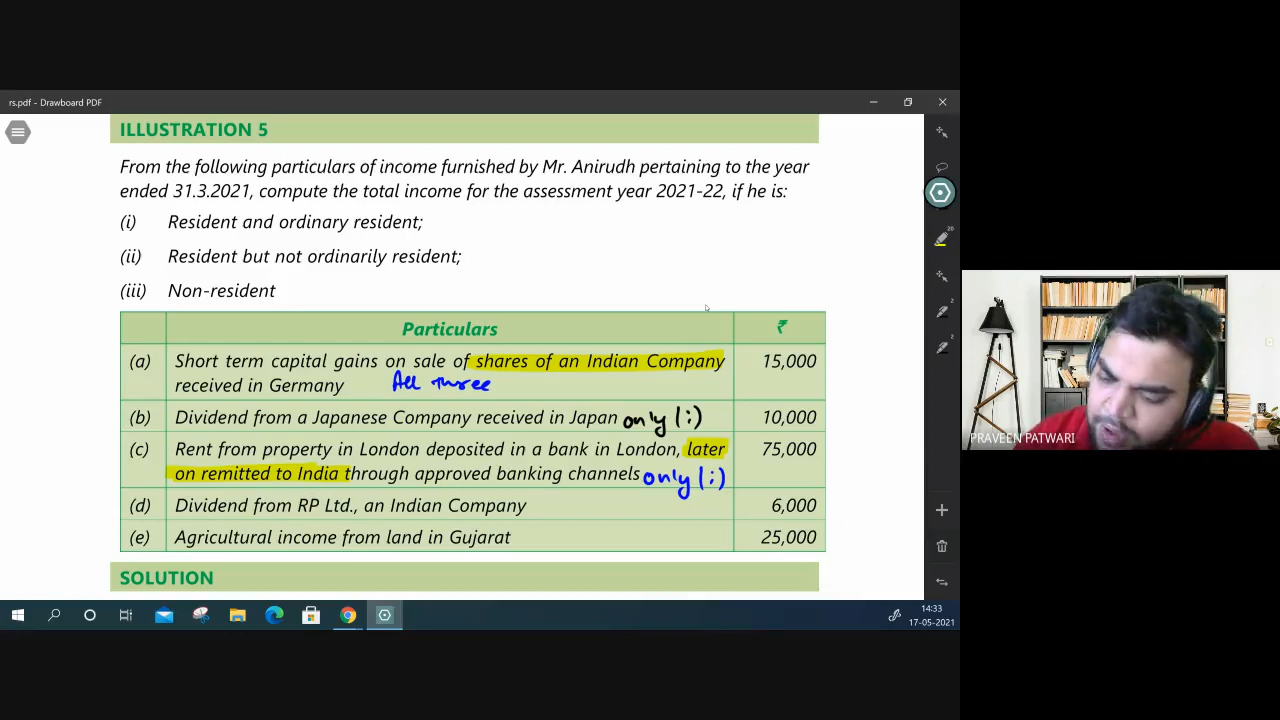 rs.pdf - Drawboard PDF
ILLUSTRATION 5
From the following particulars of income furnished by Mr. Anirudh pertaining to the year
ended 31.3.2021, compute the total income for the assessment year 2021-22, if he is:
(i) Resident and ordinary resident;
(ii) Resident but not ordinarily resident;
(iii) Non-resident
Particulars ₹
(a) Short term capital gains on sale of shares of an Indian Company 15,000
received in Germany All three
(b) Dividend from a Japanese Company received in Japan only (i) 10,000
(c) Rent from property in London deposited in a bank in London, later 75,000
on remitted to India through approved banking channels only (i)
(d) Dividend from RP Ltd., an Indian Company 6,000
(e) Agricultural income from land in Gujarat 25,000
SOLUTION
PRAVEEN PATWARI
20
2
2
14:33
17-05-2021